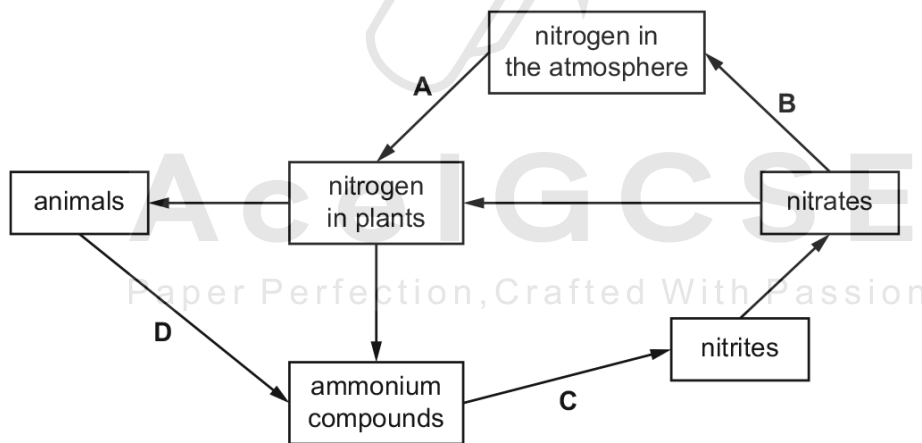 nitrogen in
the atmosphere
A
B
animals
nitrogen
in plants
nitrates
AceIGCSE
Paper Perfection, Crafted With Passion
D
nitrites
ammonium
compounds
C